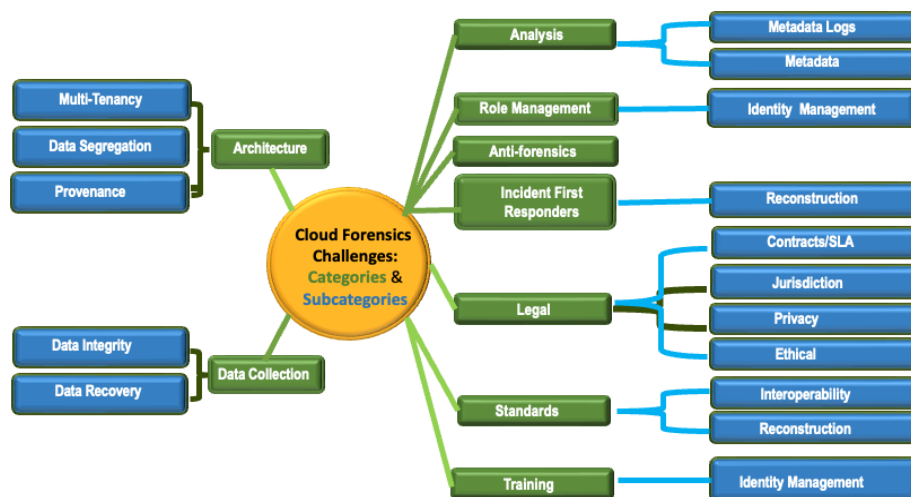 Analysis
Metadata Logs
Metadata
Multi-Tenancy
Data Segregation
Provenance
Architecture
Role Management
Identity Management
Anti-forensics
Incident First
Responders
Reconstruction
Cloud Forensics
Challenges:
Categories &
Subcategories
Legal
Contracts/SLA
Jurisdiction
Privacy
Ethical
Data Integrity
Data Recovery
Data Collection
Standards
Interoperability
Reconstruction
Training
Identity Management